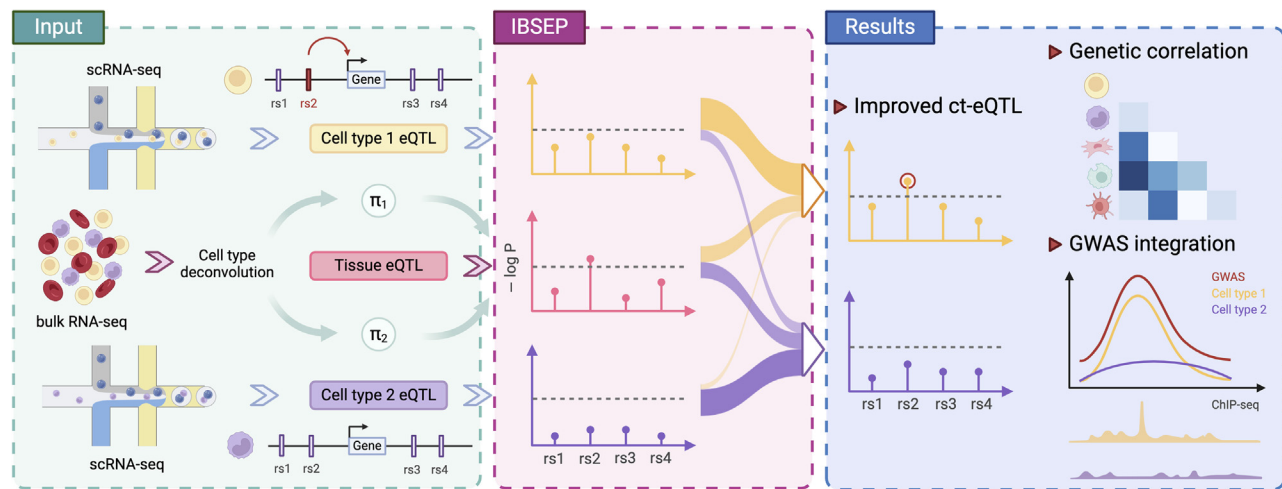 Input
scRNA-seq
Gene
rs1
rs2
rs3
rs4
Cell type 1 eQTL
π1
Cell type
deconvolution
Tissue eQTL
bulk RNA-seq
π2
Cell type 2 eQTL
scRNA-seq
Gene
rs1
rs2
rs3
rs4
IBSEP
– log P
rs1
rs2
rs3
rs4
Results
Improved ct-eQTL
rs1
rs2
rs3
rs4
Genetic correlation
GWAS integration
GWAS
Cell type 1
Cell type 2
ChIP-seq